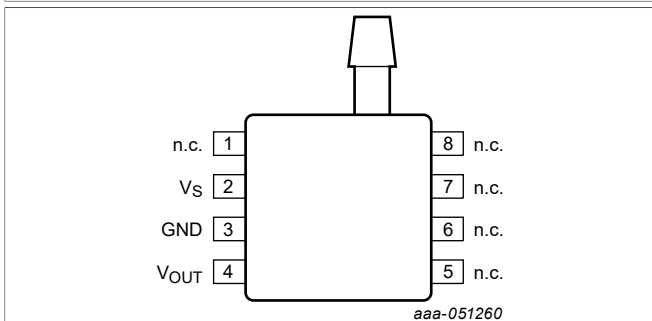 n.c. 1 8 n.c.
VS 2 7 n.c.
GND 3 6 n.c.
VOUT 4 5 n.c.
aaa-051260